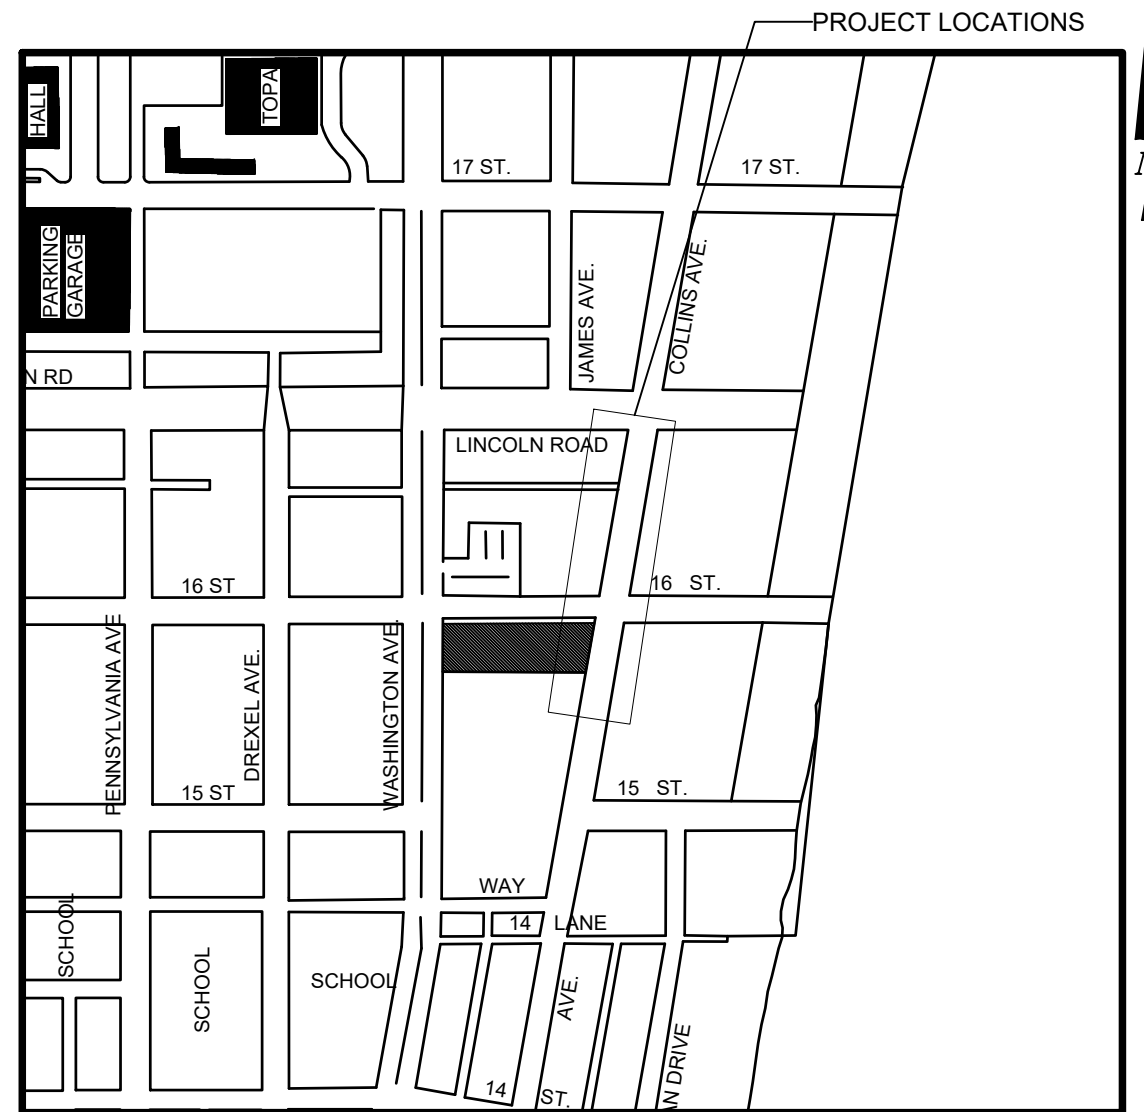 PROJECT LOCATIONS
HALL
TOPA
17 ST.
17 ST.
PARKING
GARAGE
JAMES AVE.
COLLINS AVE.
N RD
LINCOLN ROAD
16 ST
16 ST.
PENNSYLVANIA AVE
DREXEL AVE.
WASHINGTON AVE.
15 ST
15 ST.
WAY
14 LANE
SCHOOL
SCHOOL
SCHOOL
AVE.
AN DRIVE
14 ST.